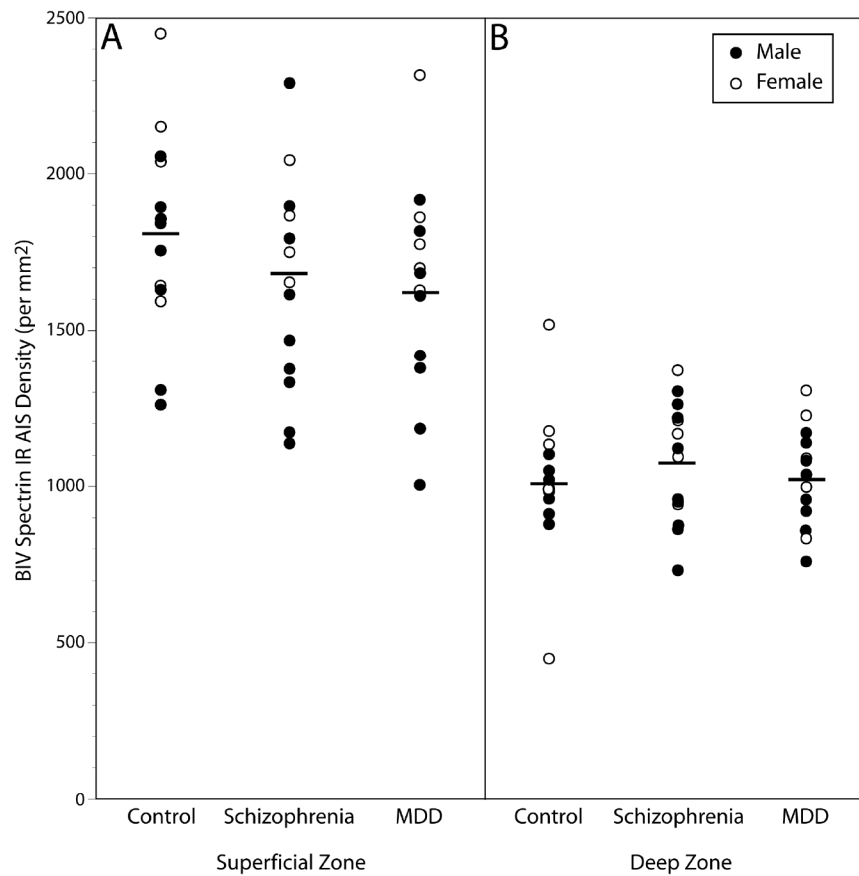 A
B
Male
Female
BIV Spectrin IR AIS Density (per mm2)
2500
2000
1500
1000
500
0
Control Schizophrenia MDD
Control Schizophrenia MDD
Superficial Zone
Deep Zone